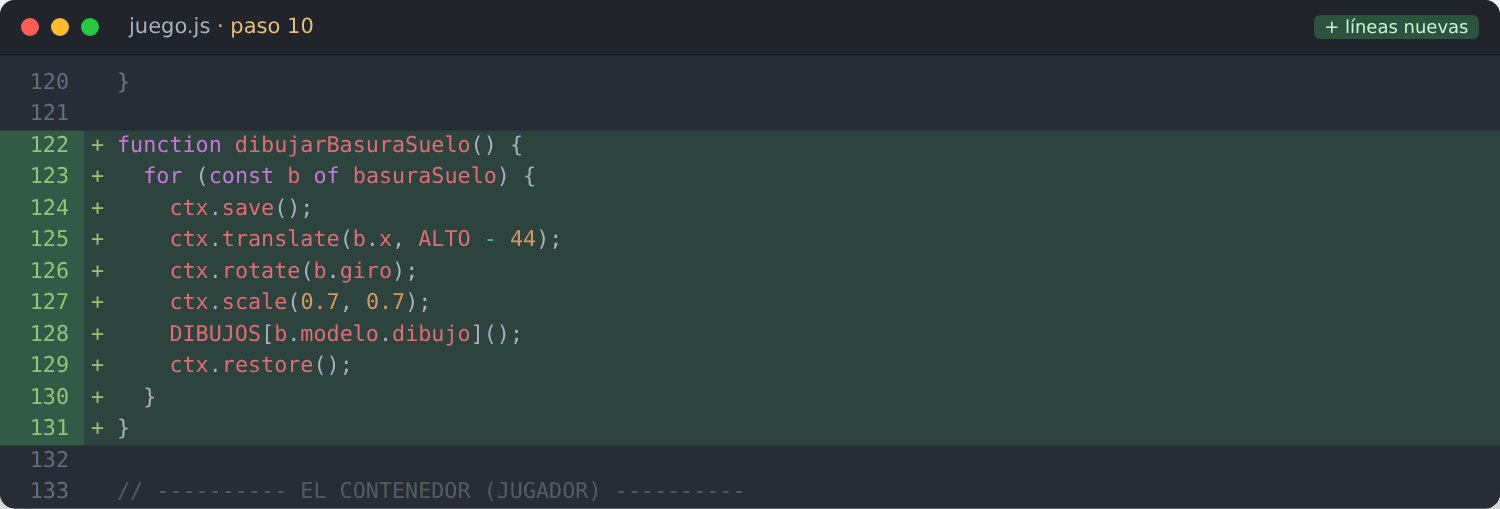 juego.js · paso 10
+ líneas nuevas
120 }
121
122 + function dibujarBasuraSuelo() {
123 +   for (const b of basuraSuelo) {
124 +     ctx.save();
125 +     ctx.translate(b.x, ALTO - 44);
126 +     ctx.rotate(b.giro);
127 +     ctx.scale(0.7, 0.7);
128 +     DIBUJOS[b.modelo.dibujo]();
129 +     ctx.restore();
130 +   }
131 + }
132
133 // ---------- EL CONTENEDOR (JUGADOR) ----------